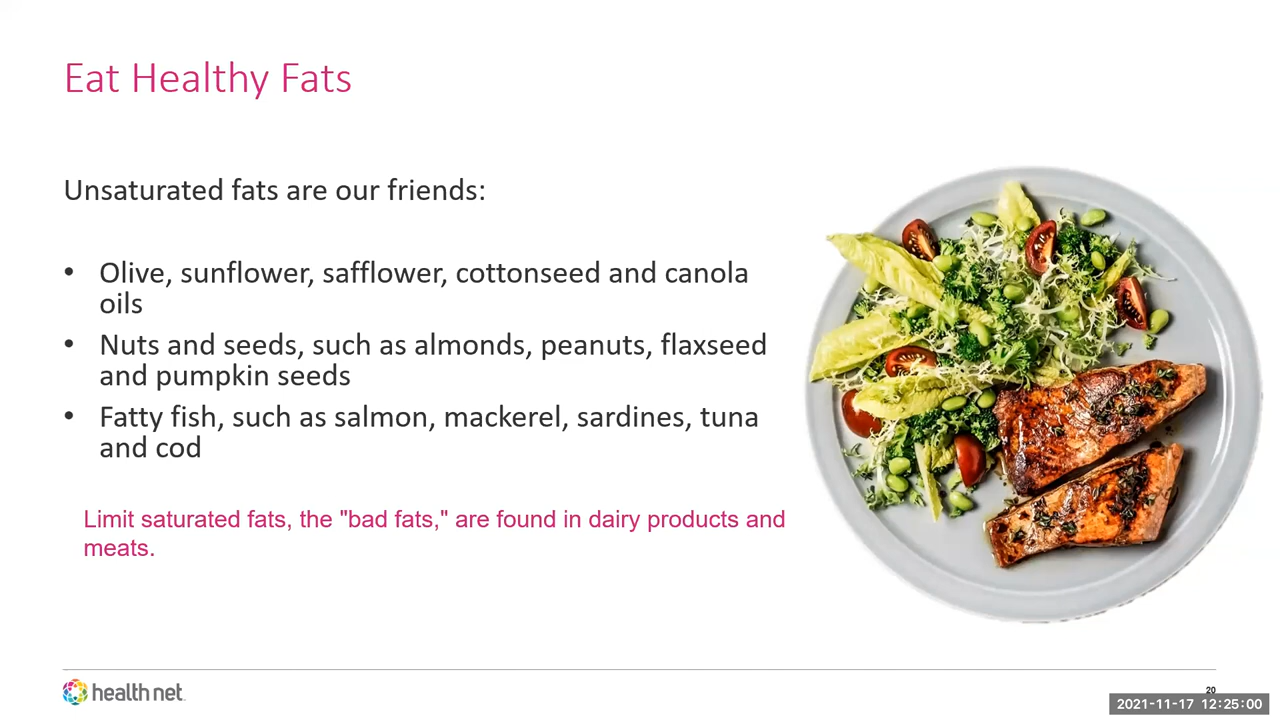 Eat Healthy Fats
Unsaturated fats are our friends:
• Olive, sunflower, safflower, cottonseed and canola
oils
• Nuts and seeds, such as almonds, peanuts, flaxseed
and pumpkin seeds
• Fatty fish, such as salmon, mackerel, sardines, tuna
and cod
Limit saturated fats, the "bad fats," are found in dairy products and
meats.
health net
20
2021-11-17 12:25:00